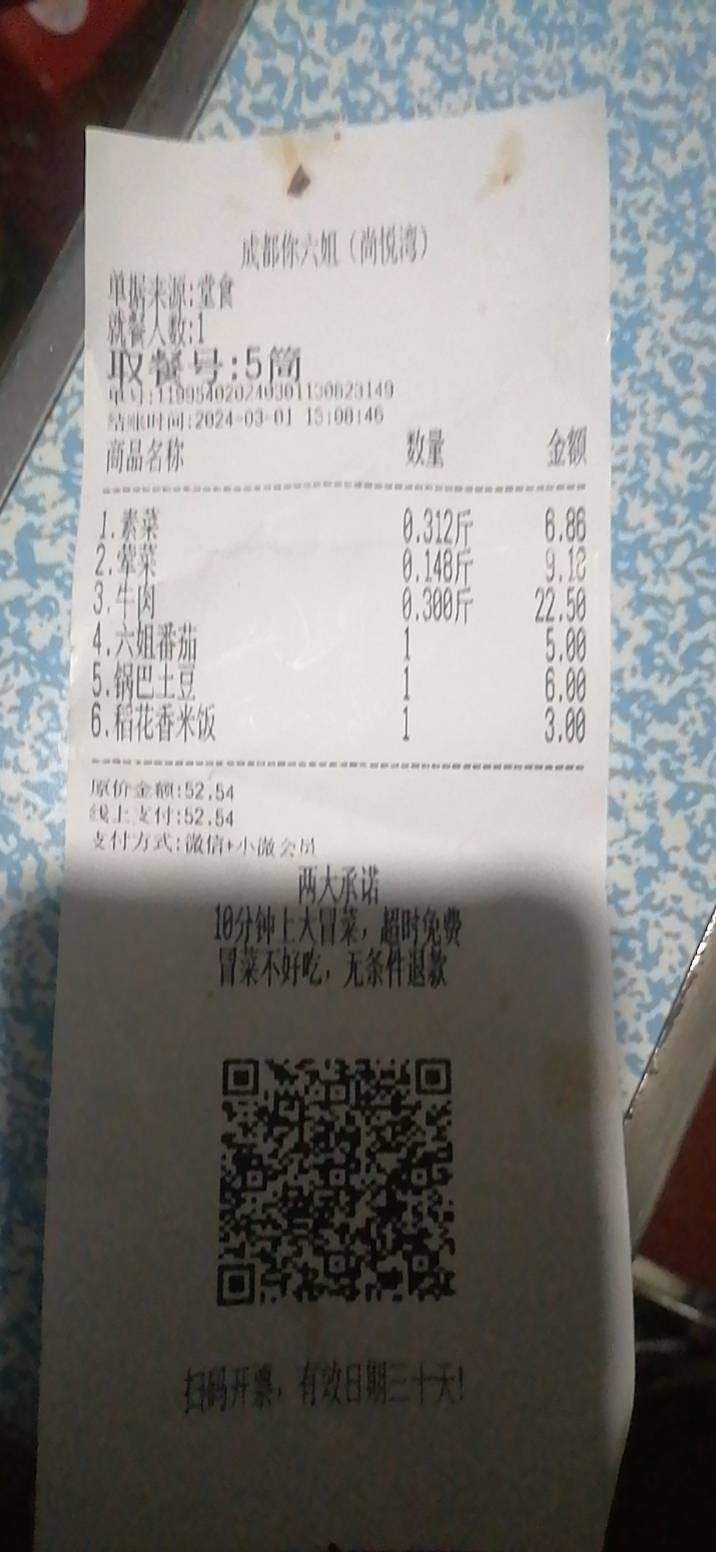 成都你六姐（尚悦湾）
单据来源:堂食
就餐人数:1
取餐号:5筒
单号:119954020240301130823149
结账时间:2024-03-01 13:08:46
商品名称 数量 金额
1.素菜 0.312斤 6.86
2.荤菜 0.148斤 9.18
3.牛肉 0.300斤 22.50
4.六姐番茄 1 5.00
5.锅巴土豆 1 6.00
6.稻花香米饭 1 3.00
原价金额:52.54
线上支付:52.54
支付方式:微信+小微会员
两大承诺
10分钟上大冒菜，超时免费
冒菜不好吃，无条件退款
扫码开票，有效日期三十天!